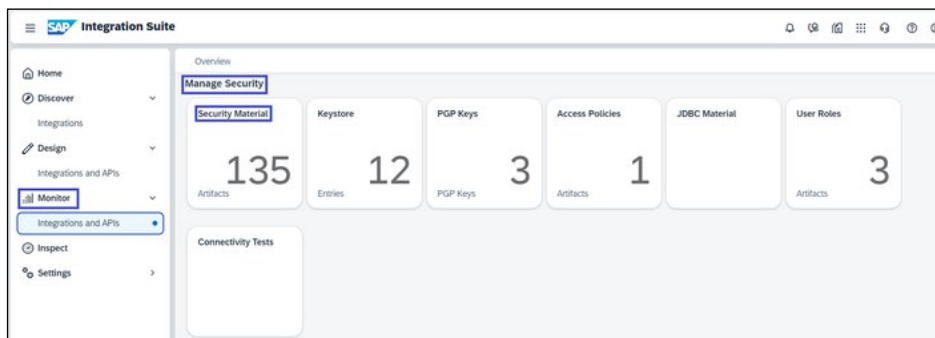 SAP Integration Suite
Home
Discover
Integrations
Design
Integrations and APIs
Monitor
Integrations and APIs
Inspect
Settings
Overview
Manage Security
Security Material
135
Artifacts
Keystore
12
Entries
PGP Keys
3
PGP Keys
Access Policies
1
Artifacts
JDBC Material
User Roles
3
Artifacts
Connectivity Tests